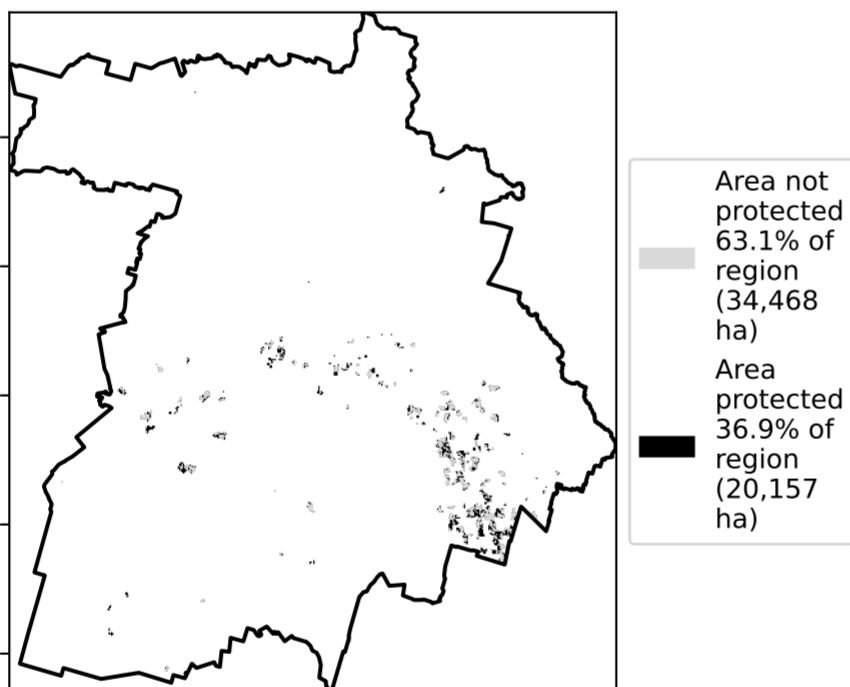 Area not
protected
63.1% of
region
(34,468
ha)
Area
protected
36.9% of
region
(20,157
ha)